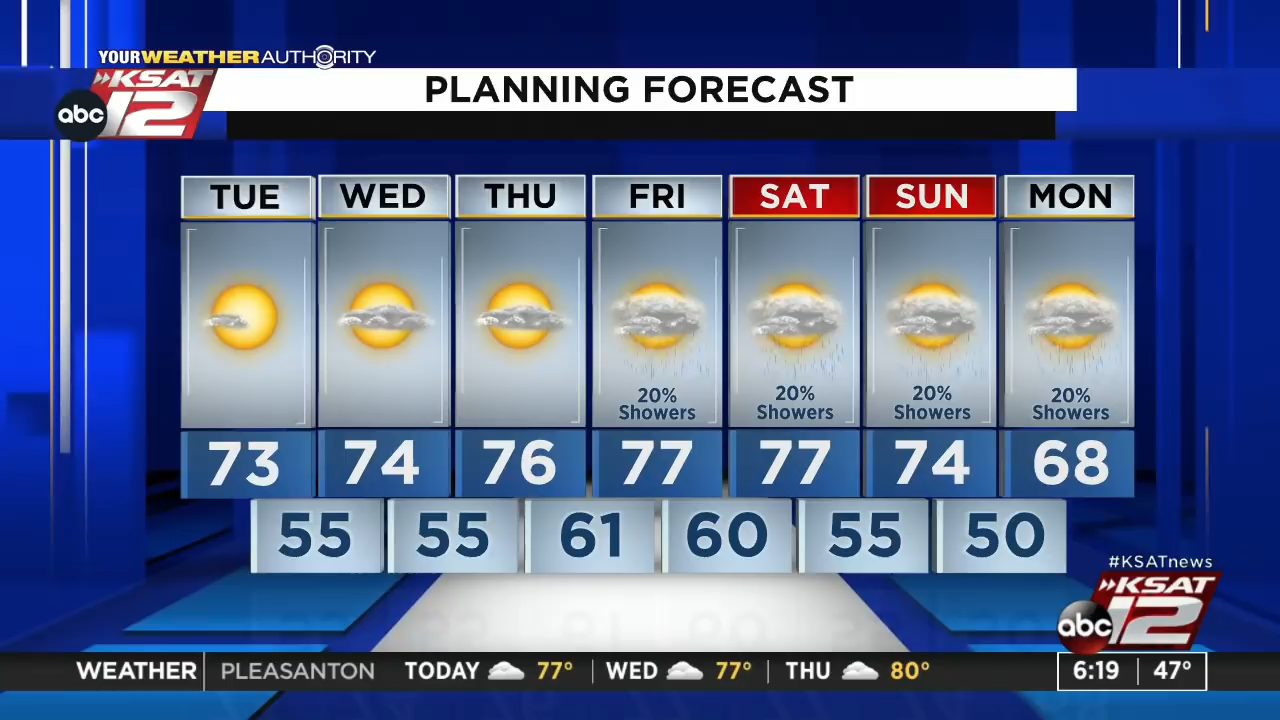 YOURWEATHERAUTHORITY
KSAT
abc 12
PLANNING FORECAST
TUE WED THU FRI SAT SUN MON
20% Showers 20% Showers 20% Showers 20% Showers
73 74 76 77 77 74 68
55 55 61 60 55 50
#KSATnews
KSAT
abc 12
WEATHER PLEASANTON TODAY 77° WED 77° THU 80° 6:19 47°